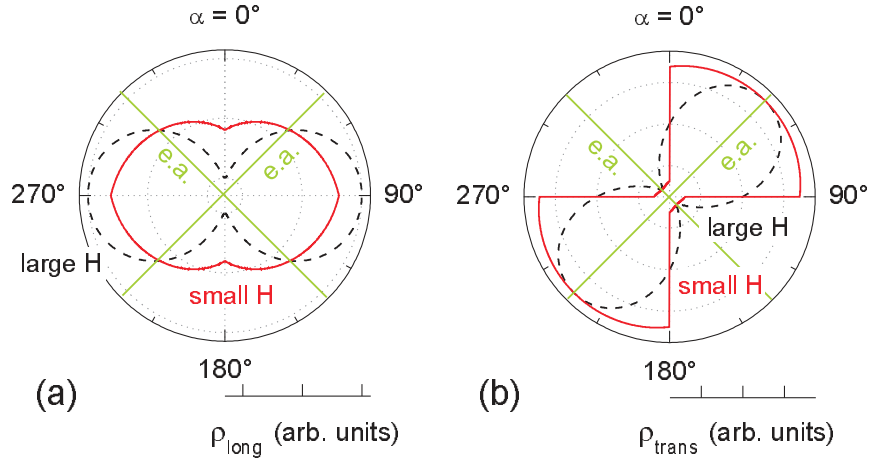 α = 0°
270°
90°
e.a.
e.a.
large H
small H
180°
(a)
ρlong (arb. units)
α = 0°
270°
90°
e.a.
e.a.
large H
small H
180°
(b)
ρtrans (arb. units)